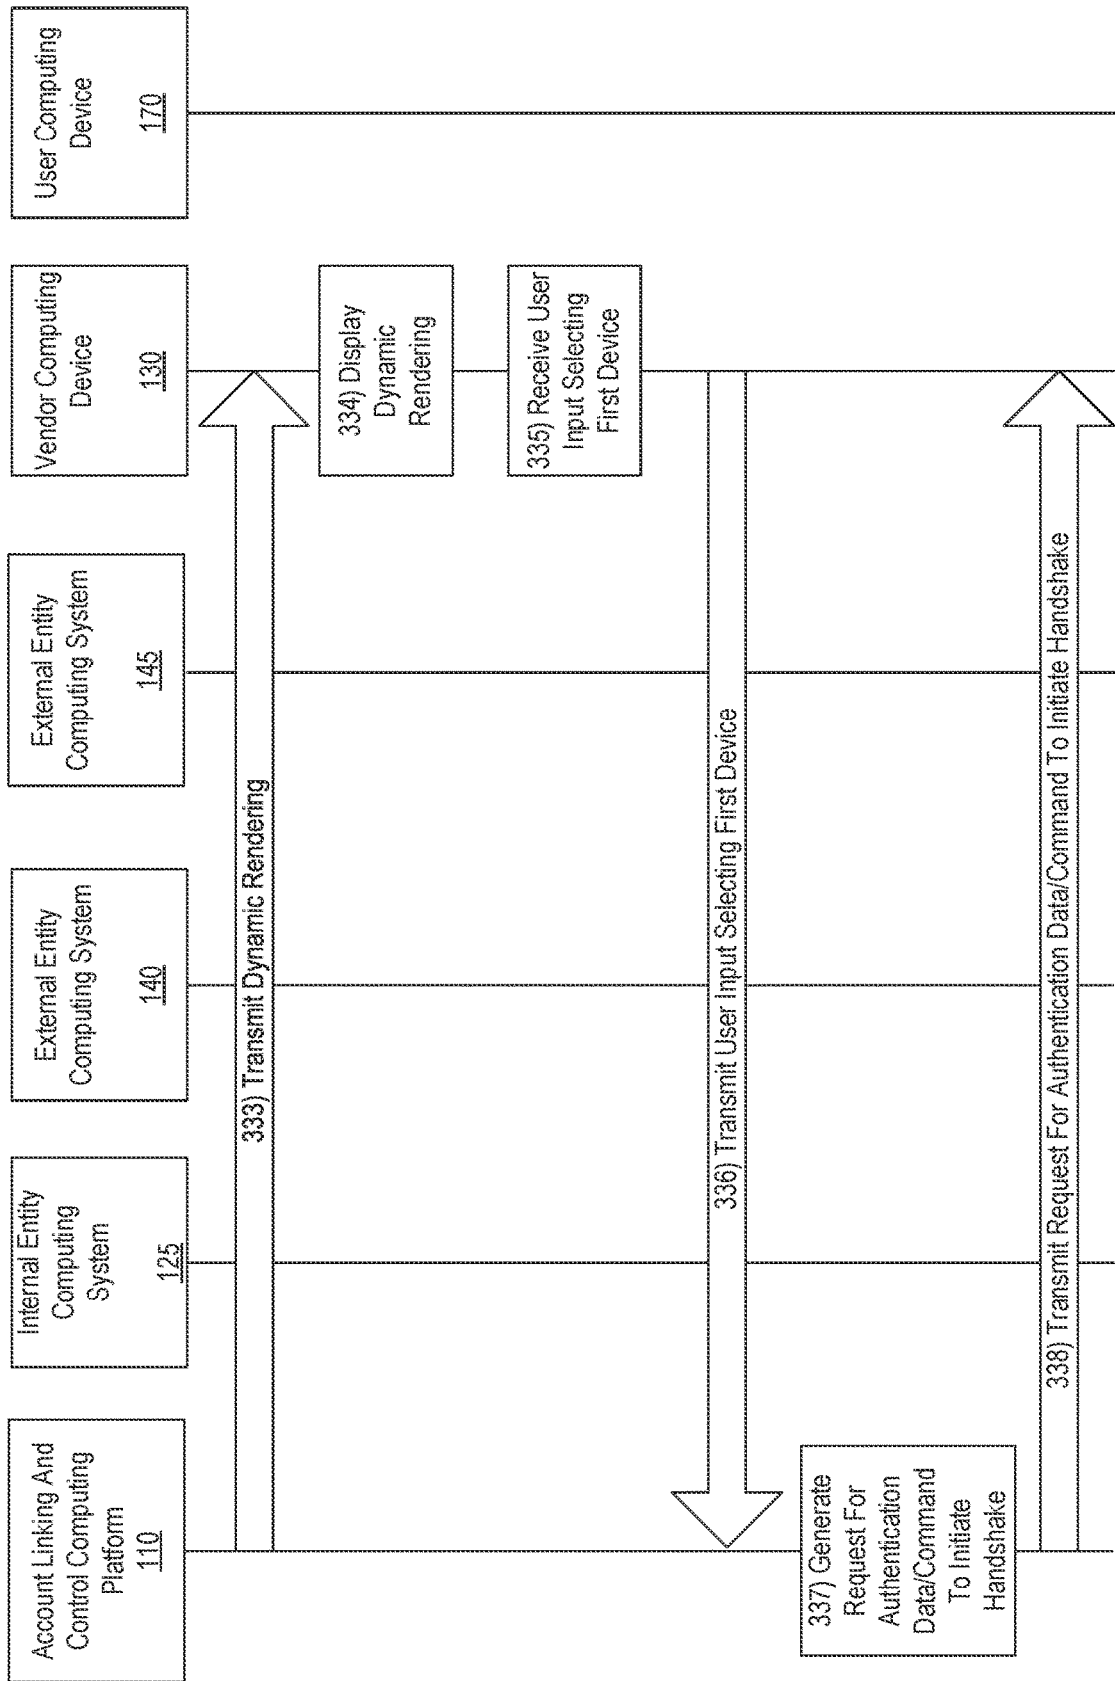 Account Linking And
Control Computing
Platform
110
Internal Entity
Computing
System
125
External Entity
Computing System
140
External Entity
Computing System
145
Vendor Computing
Device
130
User Computing
Device
170
333) Transmit Dynamic Rendering
334) Display
Dynamic
Rendering
335) Receive User
Input Selecting
First Device
336) Transmit User Input Selecting First Device
337) Generate
Request For
Authentication
Data/Command
To Initiate
Handshake
338) Transmit Request For Authentication Data/Command To Initiate Handshake